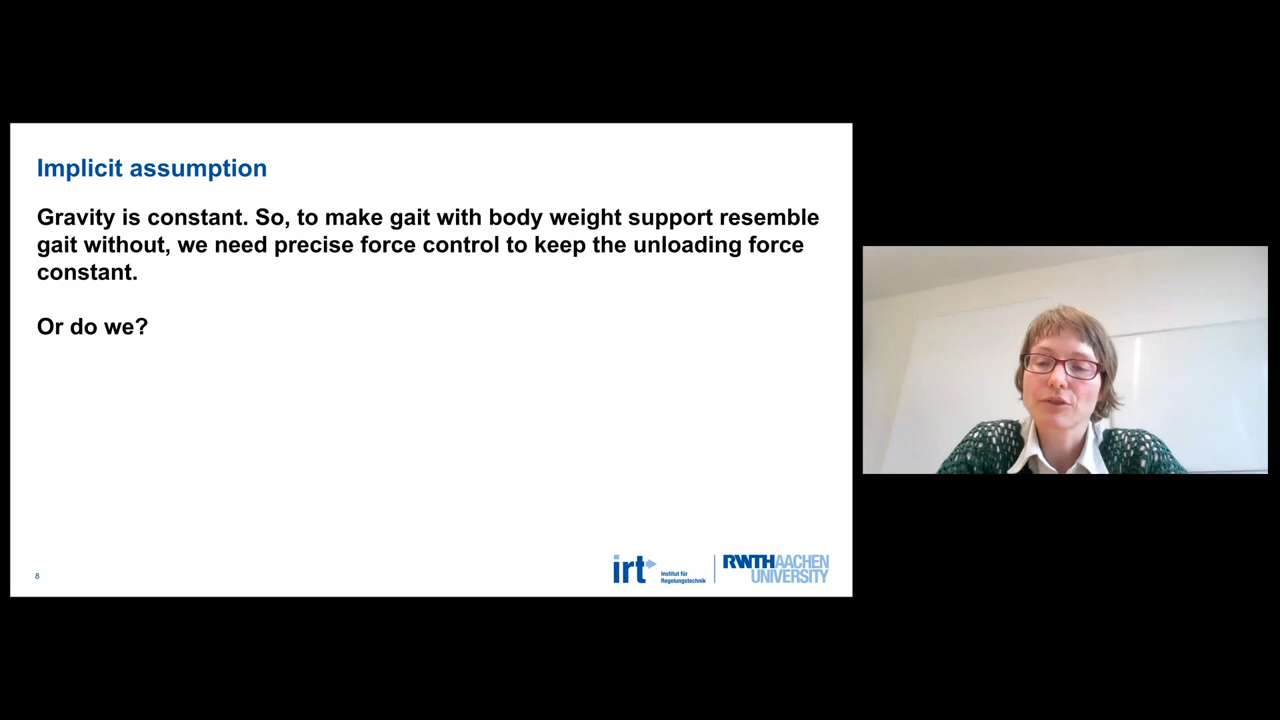 Implicit assumption
Gravity is constant. So, to make gait with body weight support resemble
gait without, we need precise force control to keep the unloading force
constant.
Or do we?
8
irt
Institut für
Regelungstechnik
RWTHAACHEN
UNIVERSITY